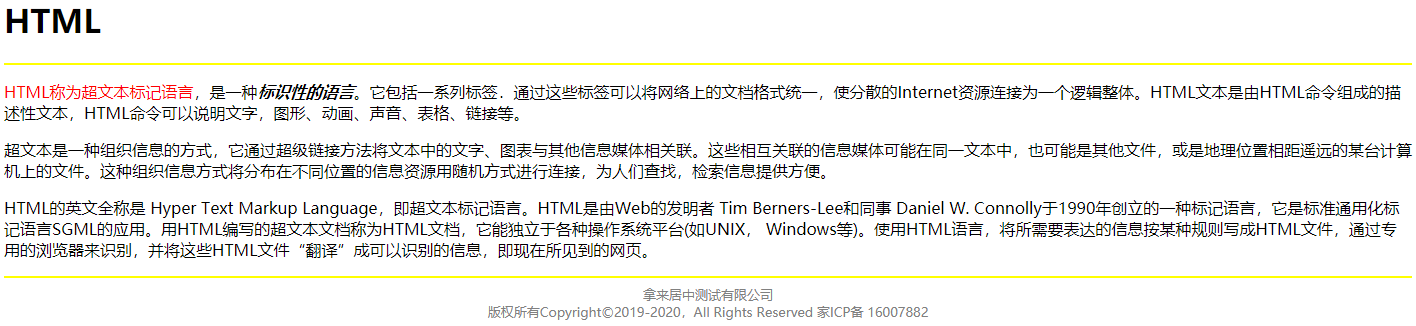 HTML
HTML称为超文本标记语言，是一种标识性的语言。它包括一系列标签．通过这些标签可以将网络上的文档格式统一，使分散的Internet资源连接为一个逻辑整体。HTML文本是由HTML命令组成的描
述性文本，HTML命令可以说明文字，图形、动画、声音、表格、链接等。
超文本是一种组织信息的方式，它通过超级链接方法将文本中的文字、图表与其他信息媒体相关联。这些相互关联的信息媒体可能在同一文本中，也可能是其他文件，或是地理位置相距遥远的某台计算
机上的文件。这种组织信息方式将分布在不同位置的信息资源用随机方式进行连接，为人们查找，检索信息提供方便。
HTML的英文全称是 Hyper Text Markup Language，即超文本标记语言。HTML是由Web的发明者 Tim Berners-Lee和同事 Daniel W. Connolly于1990年创立的一种标记语言，它是标准通用化标
记语言SGML的应用。用HTML编写的超文本文档称为HTML文档，它能独立于各种操作系统平台(如UNIX， Windows等)。使用HTML语言，将所需要表达的信息按某种规则写成HTML文件，通过专
用的浏览器来识别，并将这些HTML文件“翻译”成可以识别的信息，即现在所见到的网页。
拿来居中测试有限公司
版权所有Copyright©2019-2020，All Rights Reserved 家ICP备 16007882